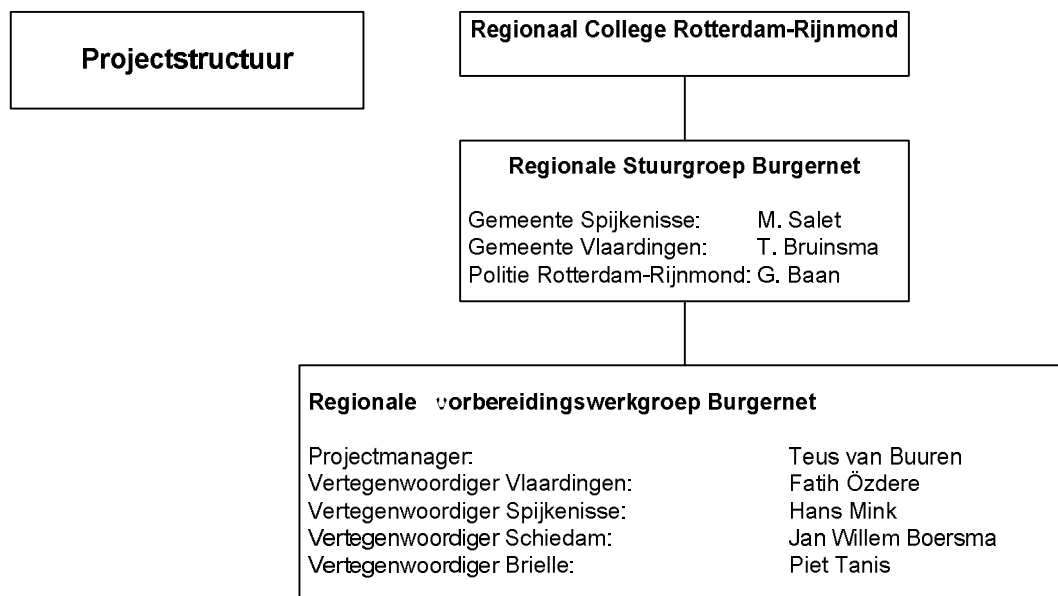 Projectstructuur
Regionaal College Rotterdam-Rijnmond
Regionale Stuurgroep Burgernet
Gemeente Spijkenisse: M. Salet
Gemeente Vlaardingen: T. Bruinsma
Politie Rotterdam-Rijnmond: G. Baan
Regionale vorbereidingswerkgroep Burgernet
Projectmanager: Teus van Buuren
Vertegenwoordiger Vlaardingen: Fatih Özdere
Vertegenwoordiger Spijkenisse: Hans Mink
Vertegenwoordiger Schiedam: Jan Willem Boersma
Vertegenwoordiger Brielle: Piet Tanis